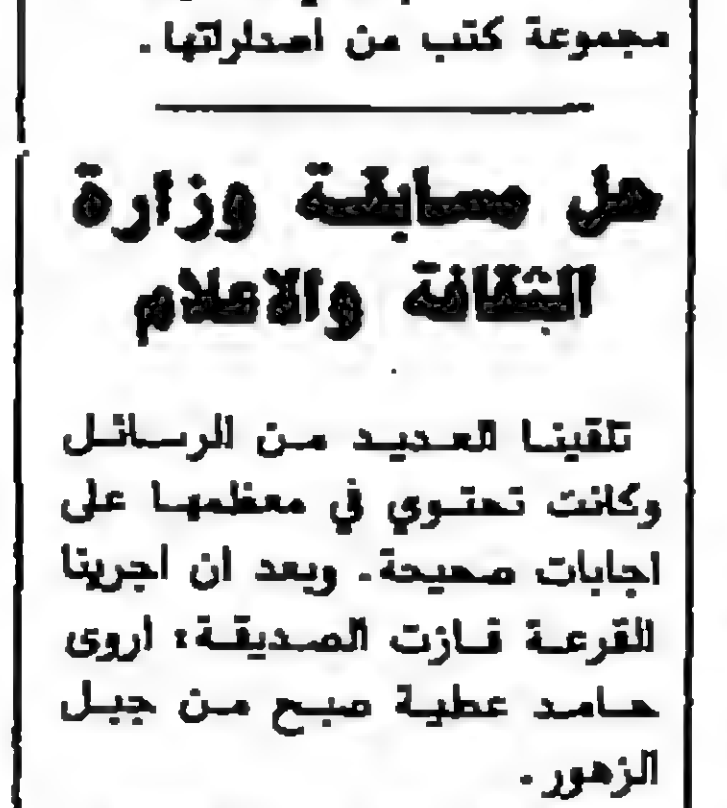 مجموعة كتب من اصداراتها.
حل مسابقة وزارة
الثقافة والاعلام
تلقينا العديد من الرسائل
وكانت تحتوي في معظمها على
اجابات صحيحة. وبعد ان اجرينا
القرعة فازت الصديقة: اروى
حامد عطية صبح من جبل
الزهور.